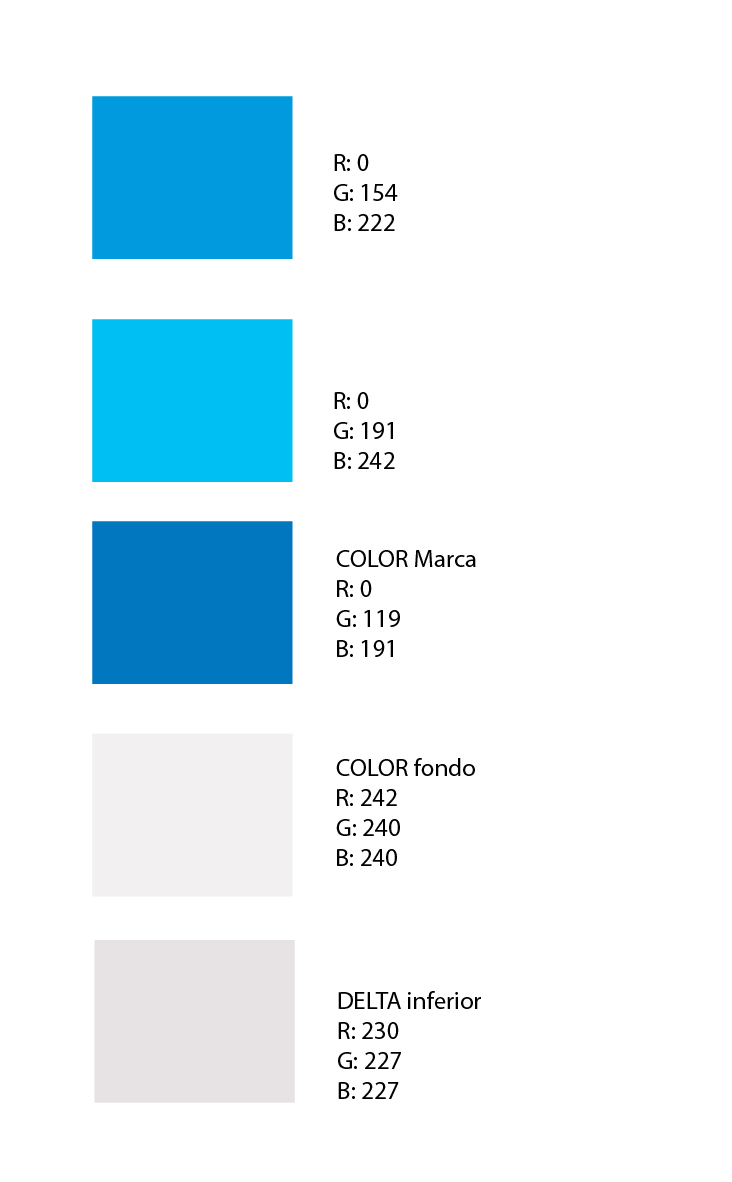 R: 0
G: 154
B: 222
R: 0
G: 191
B: 242
COLOR Marca
R: 0
G: 119
B: 191
COLOR fondo
R: 242
G: 240
B: 240
DELTA inferior
R: 230
G: 227
B: 227